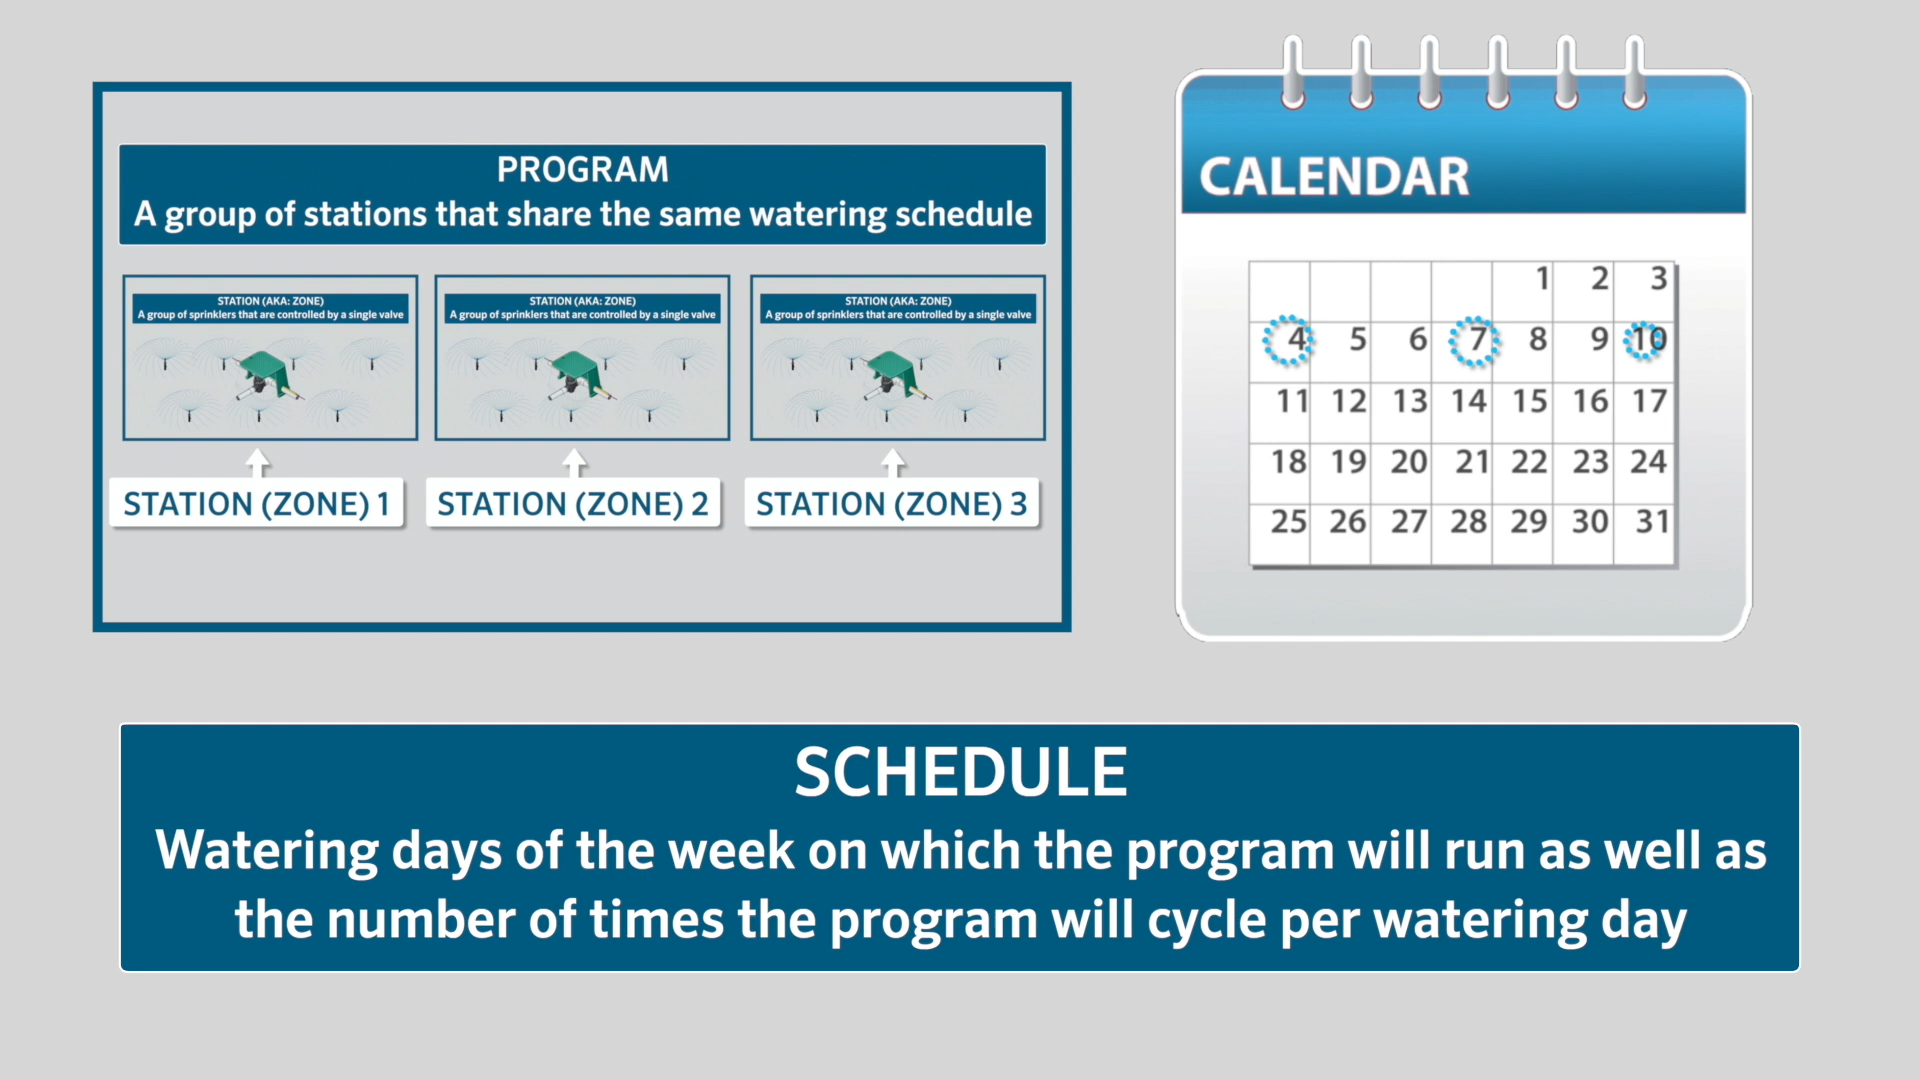 PROGRAM
A group of stations that share the same watering schedule
STATION (AKA: ZONE)
A group of sprinklers that are controlled by a single valve
STATION (AKA: ZONE)
A group of sprinklers that are controlled by a single valve
STATION (AKA: ZONE)
A group of sprinklers that are controlled by a single valve
STATION (ZONE) 1
STATION (ZONE) 2
STATION (ZONE) 3
CALENDAR
1 2 3
4 5 6 7 8 9 10
11 12 13 14 15 16 17
18 19 20 21 22 23 24
25 26 27 28 29 30 31
SCHEDULE
Watering days of the week on which the program will run as well as
the number of times the program will cycle per watering day